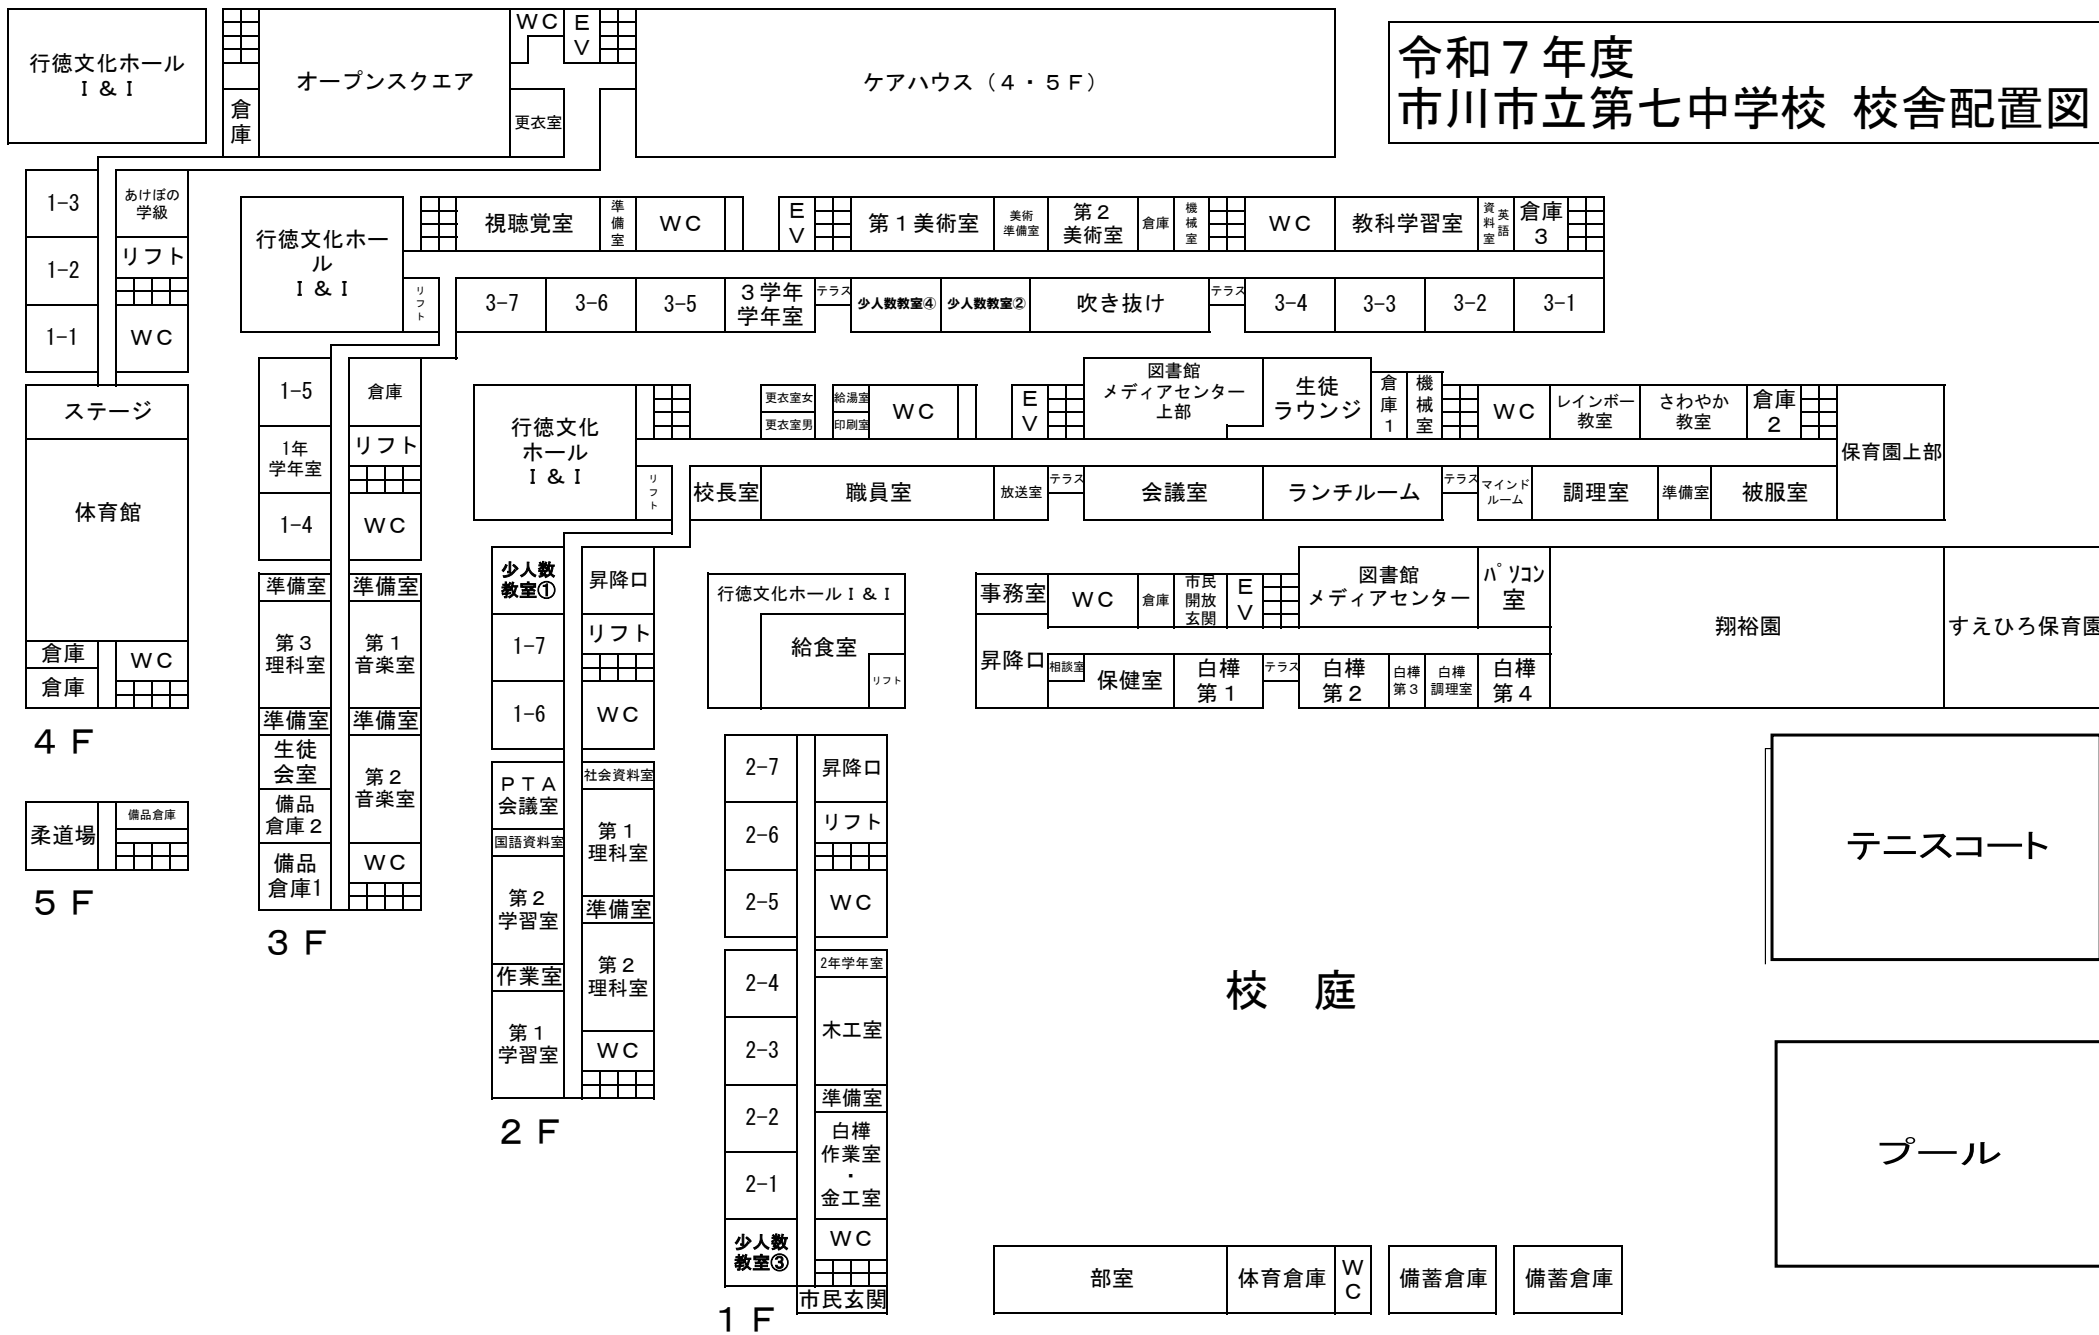 令和７年度
市川市立第七中学校 校舎配置図
行徳文化ホール
Ｉ＆Ｉ
倉
庫
オープンスクエア
ＷＣ
Ｅ
Ｖ
更衣室
ケアハウス（４・５Ｆ）
1-3
あけぼの
学級
1-2
リフト
1-1
ＷＣ
ステージ
体育館
倉庫
倉庫
ＷＣ
４Ｆ
柔道場
備品倉庫
５Ｆ
行徳文化ホー
ル
Ｉ＆Ｉ
リ
フ
ト
視聴覚室
準
備
室
ＷＣ
Ｅ
Ｖ
第１美術室
美術
準備室
第２
美術室
倉庫
機
械
室
ＷＣ
教科学習室
資 英
料 語
室
倉庫
３
3-7
3-6
3-5
３学年
学年室
テラス
少人数教室④
少人数教室②
吹き抜け
テラス
3-4
3-3
3-2
3-1
1-5
倉庫
1年
学年室
リフト
1-4
ＷＣ
準備室
準備室
第３
理科室
第１
音楽室
準備室
準備室
生徒
会室
第２
音楽室
備品
倉庫２
備品
倉庫1
ＷＣ
３Ｆ
行徳文化
ホール
Ｉ＆Ｉ
リ
フ
ト
更衣室女
更衣室男
給湯室
印刷室
ＷＣ
Ｅ
Ｖ
図書館
メディアセンター
上部
生徒
ラウンジ
倉
庫
１
機
械
室
ＷＣ
レインボー
教室
さわやか
教室
倉庫
２
保育園上部
校長室
職員室
放送室
テラス
会議室
ランチルーム
テラス
マインド
ルーム
調理室
準備室
被服室
少人数
教室①
昇降口
1-7
リフト
1-6
ＷＣ
ＰＴＡ
会議室
社会資料室
国語資料室
第１
理科室
第２
学習室
準備室
作業室
第２
理科室
第１
学習室
ＷＣ
２Ｆ
行徳文化ホールＩ＆Ｉ
給食室
リフト
事務室
ＷＣ
倉庫
市民
開放
玄関
Ｅ
Ｖ
図書館
メディアセンター
ﾊﾟｿｺﾝ
室
翔裕園
すえひろ保育園
昇降口
相談室
保健室
白樺
第１
テラス
白樺
第２
白樺
第３
白樺
調理室
白樺
第４
2-7
昇降口
2-6
リフト
2-5
ＷＣ
2-4
2年学年室
2-3
木工室
2-2
準備室
2-1
白樺
作業室
・
金工室
少人数
教室③
ＷＣ
市民玄関
１Ｆ
校 庭
テニスコート
プール
部室
体育倉庫
Ｗ
Ｃ
備蓄倉庫
備蓄倉庫